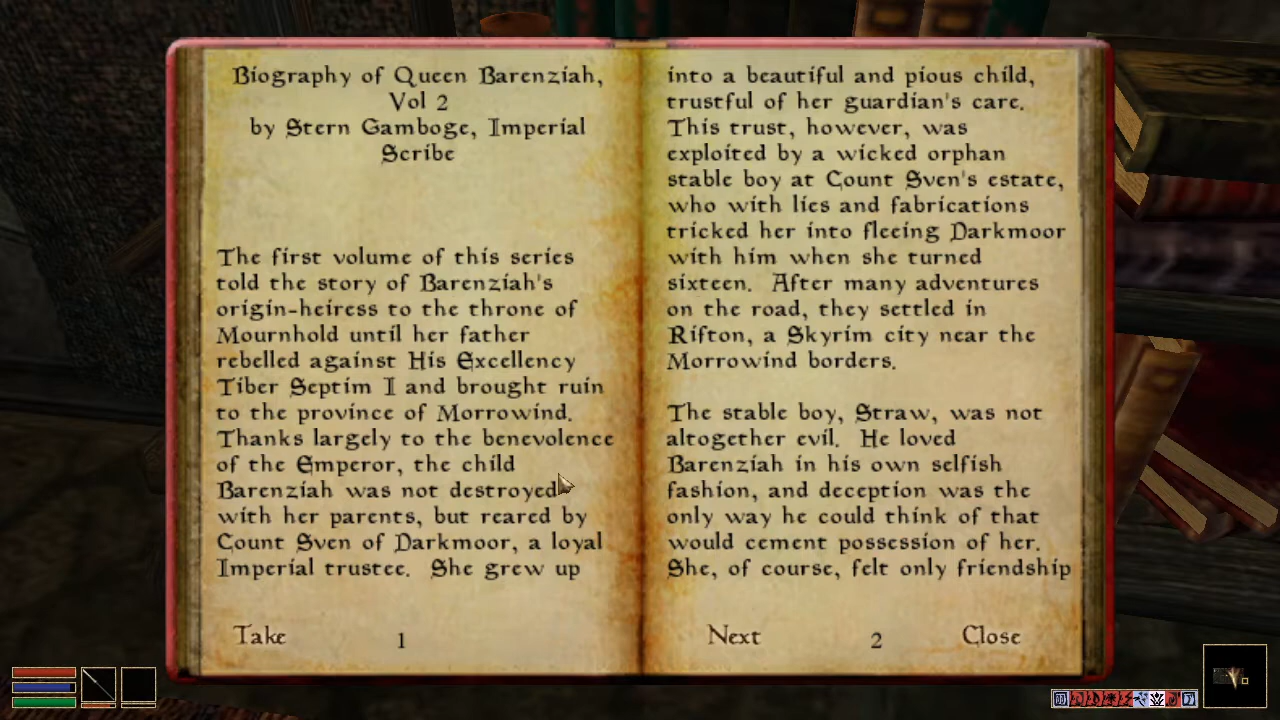 Biography of Queen Barenziah,
Vol 2
by Stern Gamboge, Imperial
Scribe
The first volume of this series
told the story of Barenziah's
origin-heiress to the throne of
Mournhold until her father
rebelled against His Excellency
Tiber Septim I and brought ruin
to the province of Morrowind.
Thanks largely to the benevolence
of the Emperor, the child
Barenziah was not destroyed
with her parents, but reared by
Count Sven of Darkmoor, a loyal
Imperial trustee. She grew up
into a beautiful and pious child,
trustful of her guardian's care.
This trust, however, was
exploited by a wicked orphan
stable boy at Count Sven's estate,
who with lies and fabrications
tricked her into fleeing Darkmoor
with him when she turned
sixteen. After many adventures
on the road, they settled in
Rifton, a Skyrim city near the
Morrowind borders.
The stable boy, Straw, was not
altogether evil. He loved
Barenziah in his own selfish
fashion, and deception was the
only way he could think of that
would cement possession of her.
She, of course, felt only friendship
Take
1
Next
2
Close